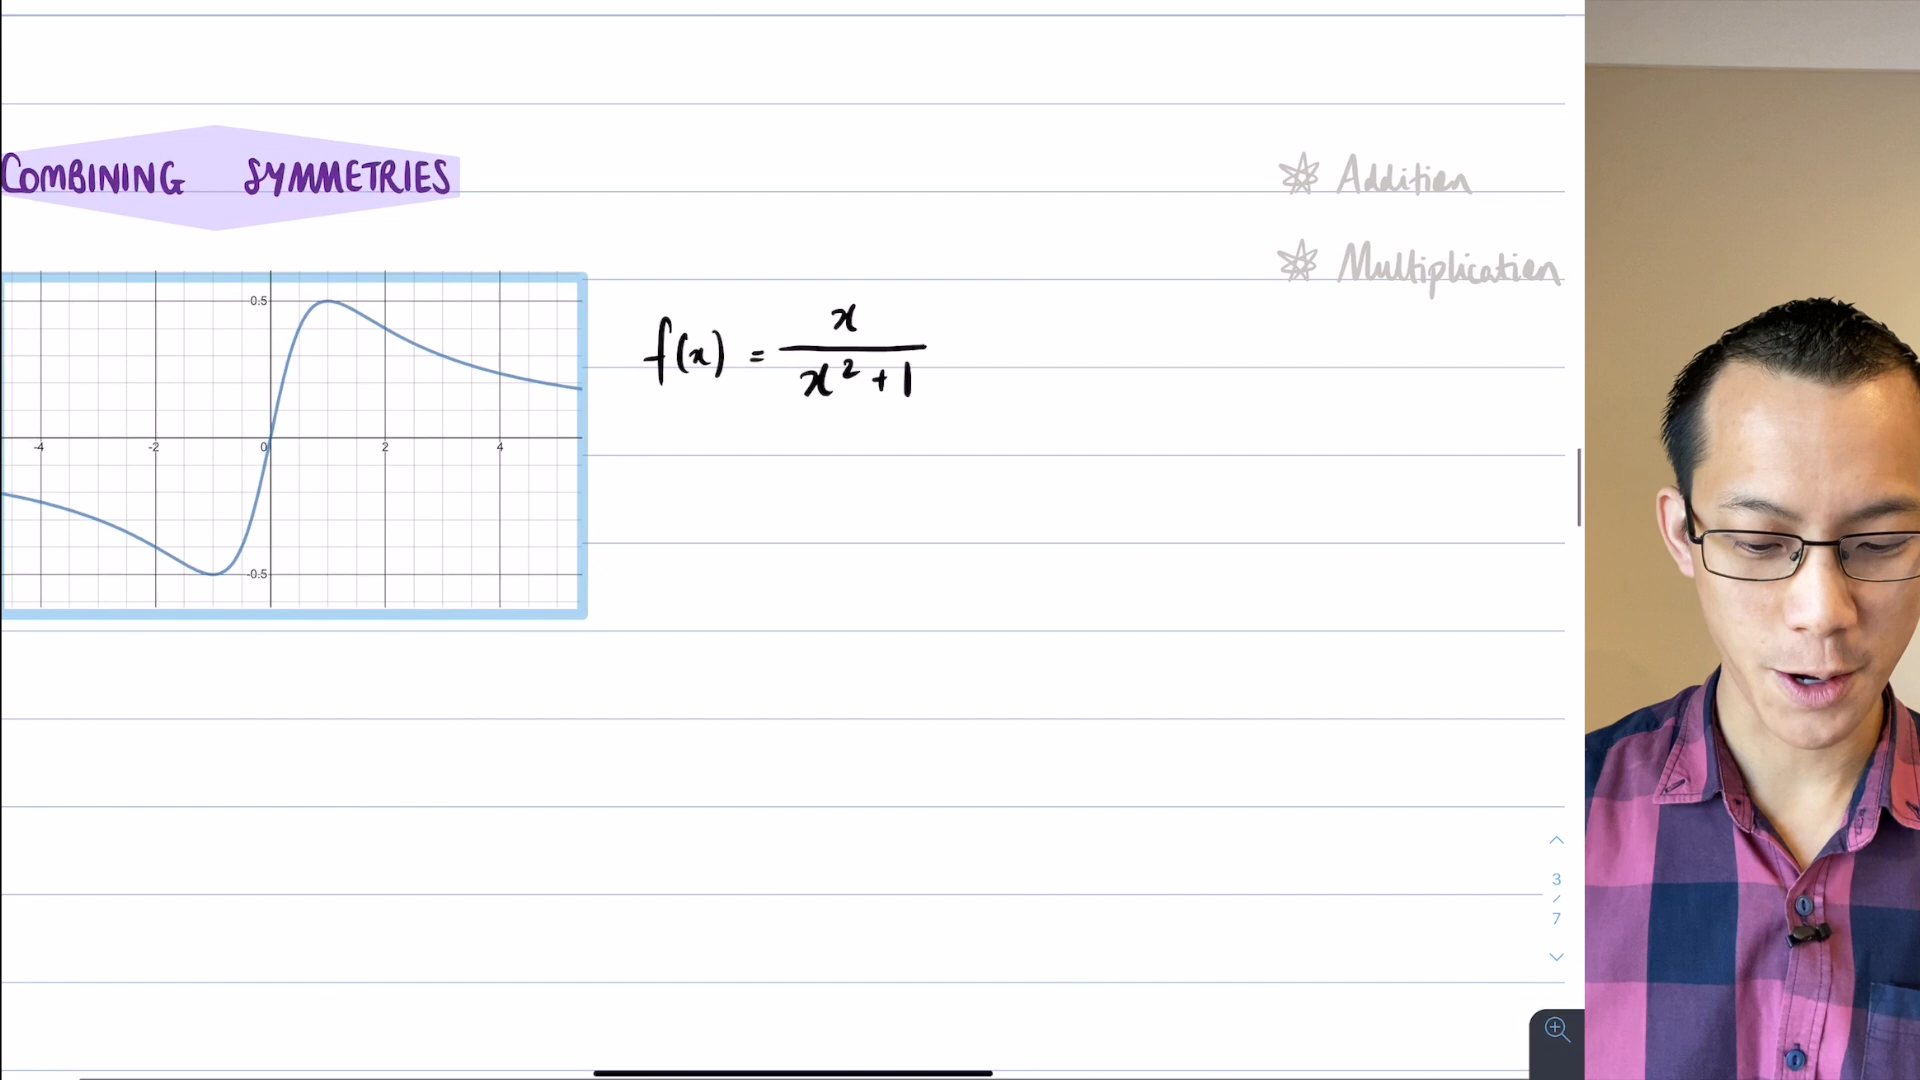 COMBINING SYMMETRIES
Addition
Multiplication
f(x) = x / x² + 1
0.5
-4 -2 0 2 4
-0.5
3
/
7